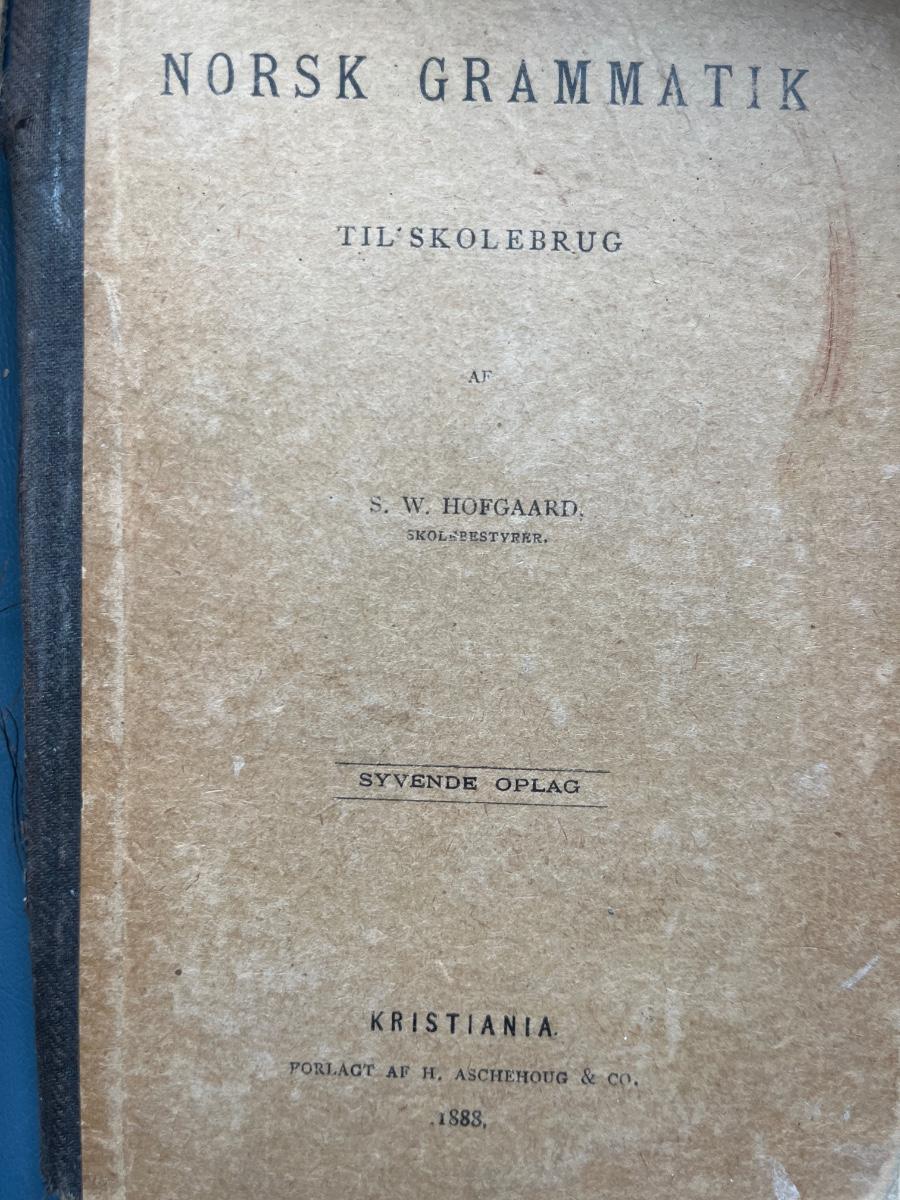 NORSK GRAMMATIK
TIL SKOLEBRUG
AF
S. W. HOFGAARD,
SKOLEBESTYRER.
SYVENDE OPLAG
KRISTIANIA.
FORLAGT AF H. ASCHEHOUG & CO.
1888.